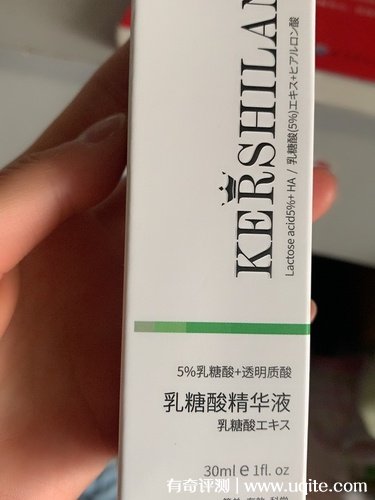 KERSHILAN
Lactose acid5%+ HA / 乳糖酸(5%)エキス+ヒアルロン酸
5%乳糖酸+透明质酸
乳糖酸精华液
乳糖酸エキス
30ml e 1fl. oz
有奇评测 | www.uqite.com